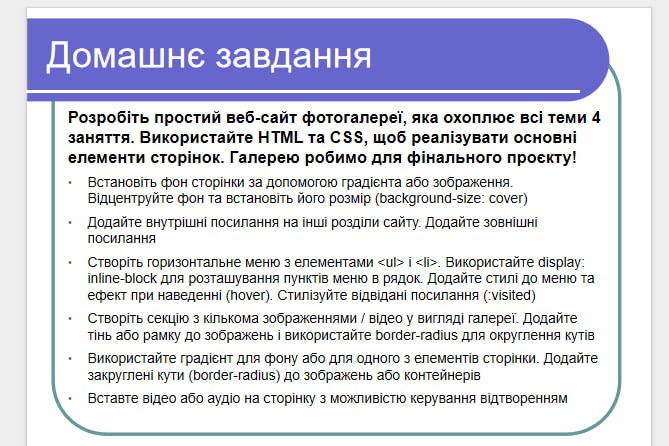 Домашнє завдання
Розробіть простий веб-сайт фотогалереї, яка охоплює всі теми 4
заняття. Використайте HTML та CSS, щоб реалізувати основні
елементи сторінок. Галерею робимо для фінального проєкту!
• Встановіть фон сторінки за допомогою градієнта або зображення.
Відцентруйте фон та встановіть його розмір (background-size: cover)
• Додайте внутрішні посилання на інші розділи сайту. Додайте зовнішні
посилання
• Створіть горизонтальне меню з елементами <ul> і <li>. Використайте display:
inline-block для розташування пунктів меню в рядок. Додайте стилі до меню та
ефект при наведенні (hover). Стилізуйте відвідані посилання (:visited)
• Створіть секцію з кількома зображеннями / відео у вигляді галереї. Додайте
тінь або рамку до зображень і використайте border-radius для округлення кутів
• Використайте градієнт для фону або для одного з елементів сторінки. Додайте
закруглені кути (border-radius) до зображень або контейнерів
• Вставте відео або аудіо на сторінку з можливістю керування відтворенням